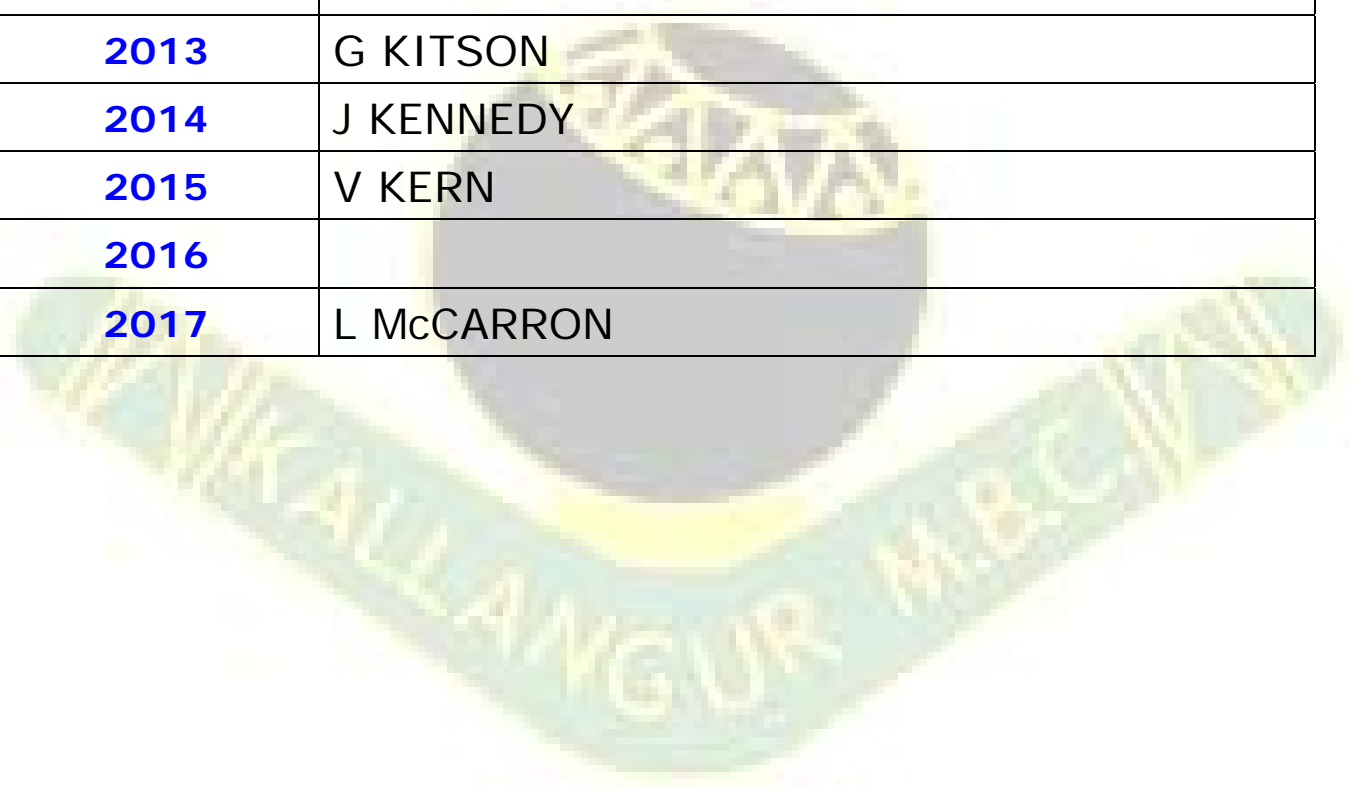 2013 G KITSON
2014 J KENNEDY
2015 V KERN
2016
2017 L McCARRON
KALLANGUR M.B.C